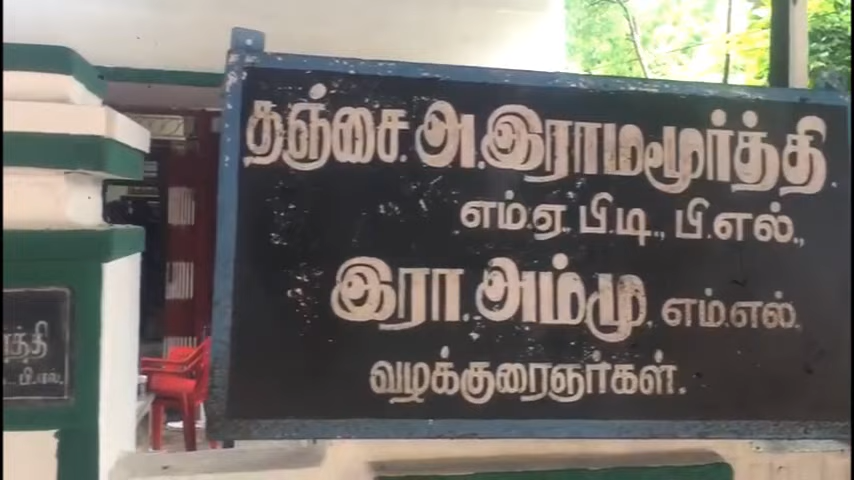 தஞ்சை அ.இராமமூர்த்தி.
எம்.ஏ.,பி.டி., பி.எல்.,
இரா.அம்மு எம்.எல்.
வழக்குரைஞர்கள்.